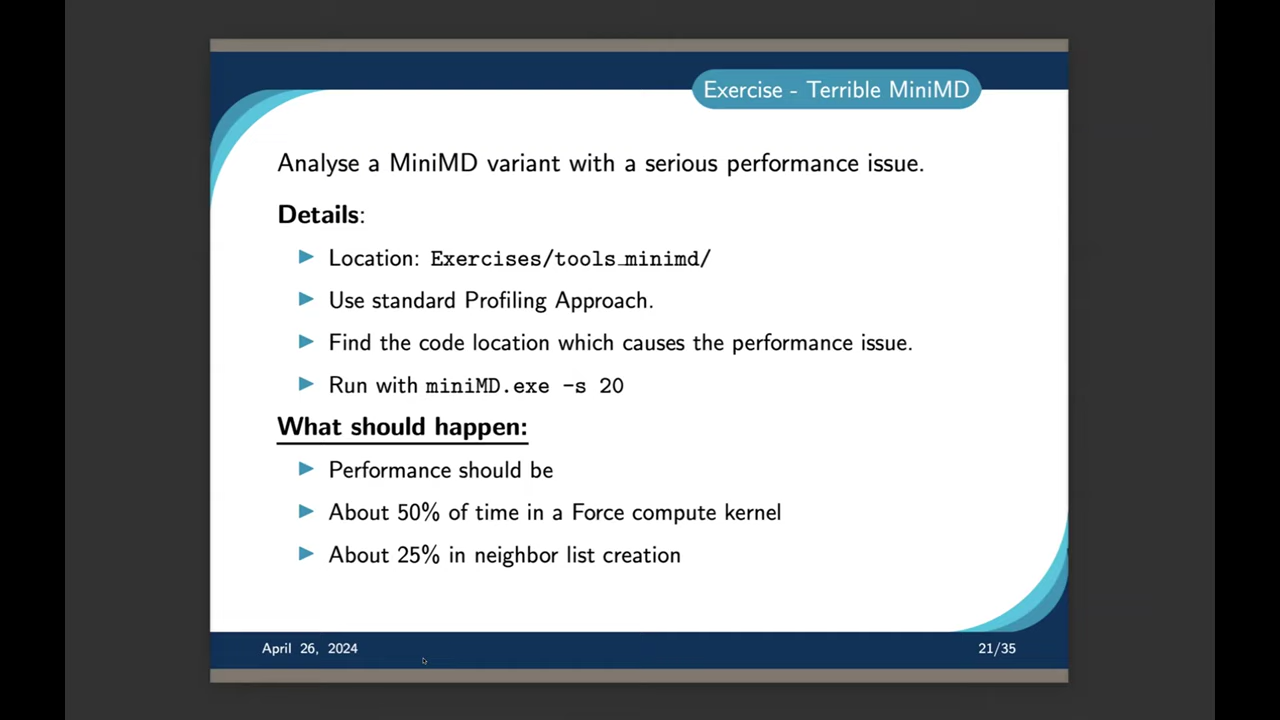 Exercise - Terrible MiniMD
Analyse a MiniMD variant with a serious performance issue.
Details:
Location: Exercises/tools_minimd/
Use standard Profiling Approach.
Find the code location which causes the performance issue.
Run with miniMD.exe -s 20
What should happen:
Performance should be
About 50% of time in a Force compute kernel
About 25% in neighbor list creation
April 26, 2024
21/35